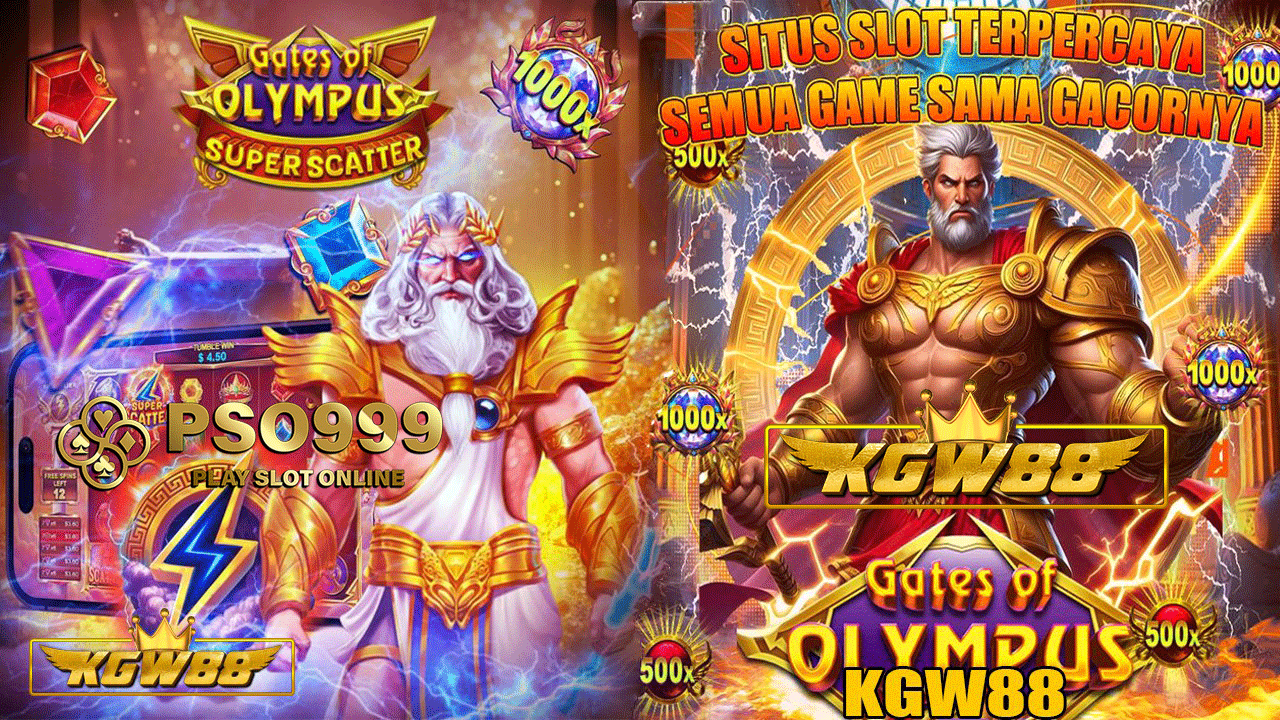 Gates of
OLYMPUS
SUPER SCATTER
1000x
TUMBLE WIN
$ 4.50
SUPER
PSO999
PLAY SLOT ONLINE
FREE SPINS
LEFT
12
KGW88
SITUS SLOT TERPERCAYA
SEMUA GAME SAMA GACORNYA
1000
500x
1000x
1000x
KGW88
Gates of
OLYMPUS
500x
500x
KGW88